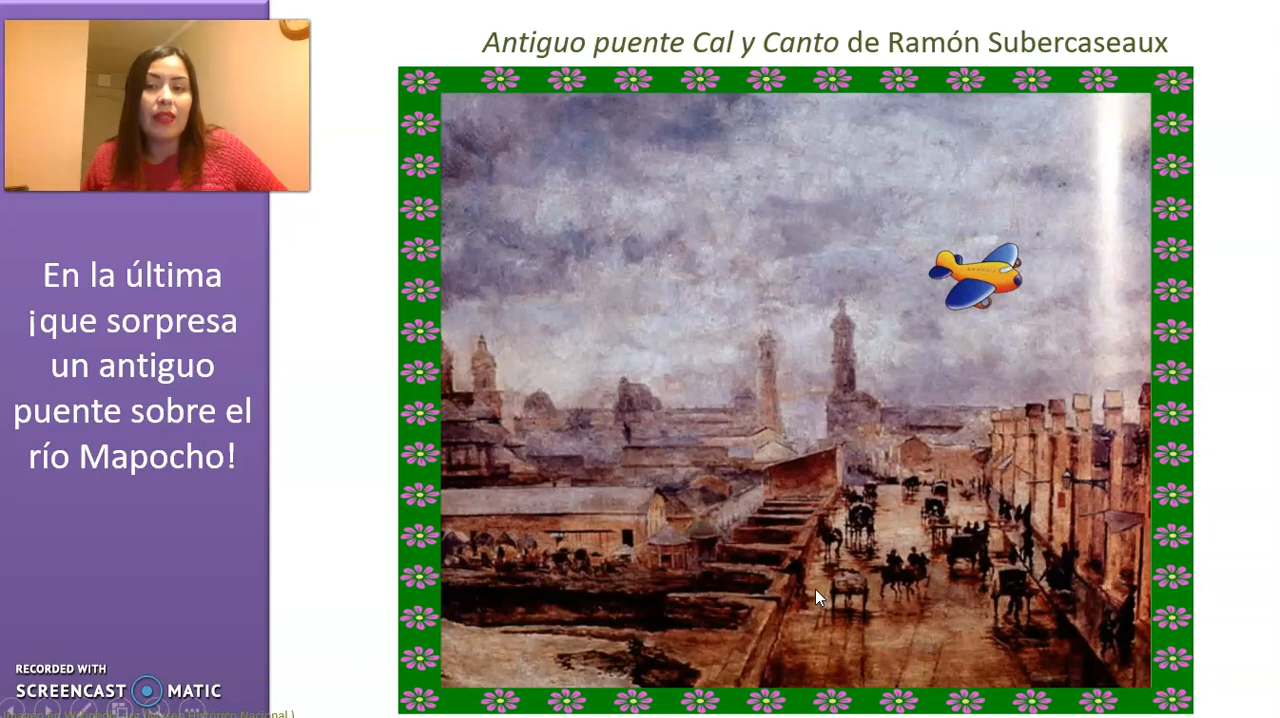 Antiguo puente Cal y Canto de Ramón Subercaseaux
En la última
¡que sorpresa
un antiguo
puente sobre el
río Mapocho!
RECORDED WITH
SCREENCAST MATIC